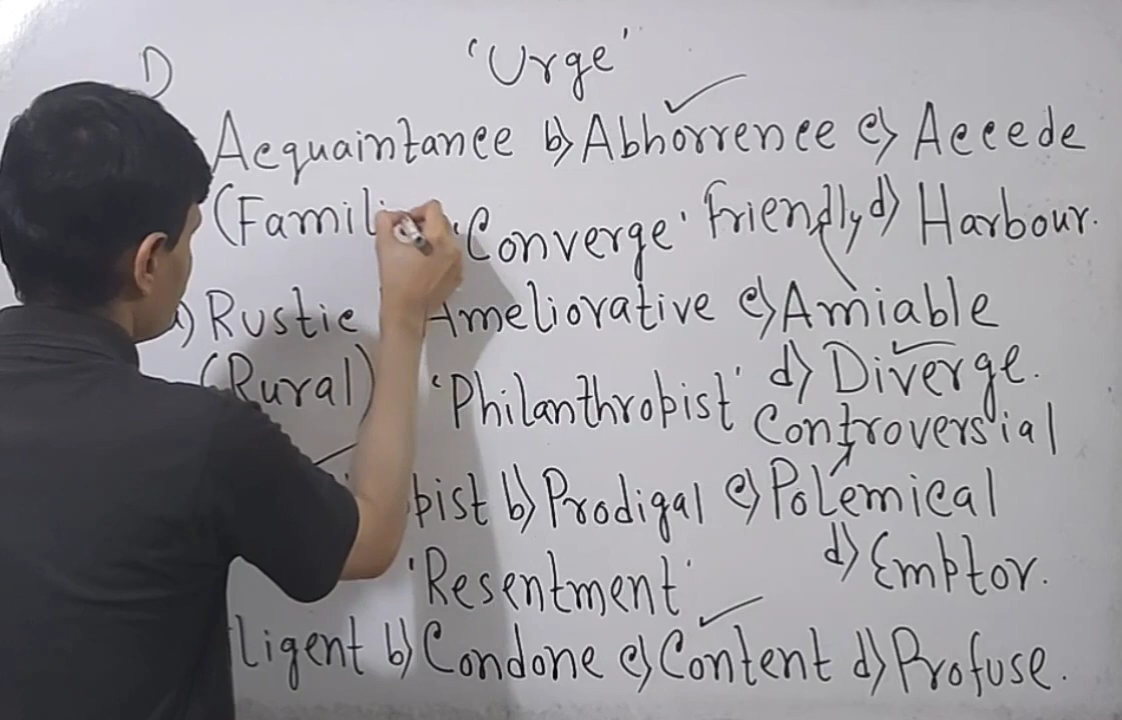 D 'Urge'
Acquaintance b) Abhorrence c) Accede
(Famili 'Converge' friendly d) Harbour.
a) Rustic Ameliorative c) Amiable
(Rural) 'Philanthropist' d) Diverge.
Controversial
pist b) Prodigal c) Polemical
'Resentment' d) Emptor.
ligent b) Condone c) Content d) Profuse.